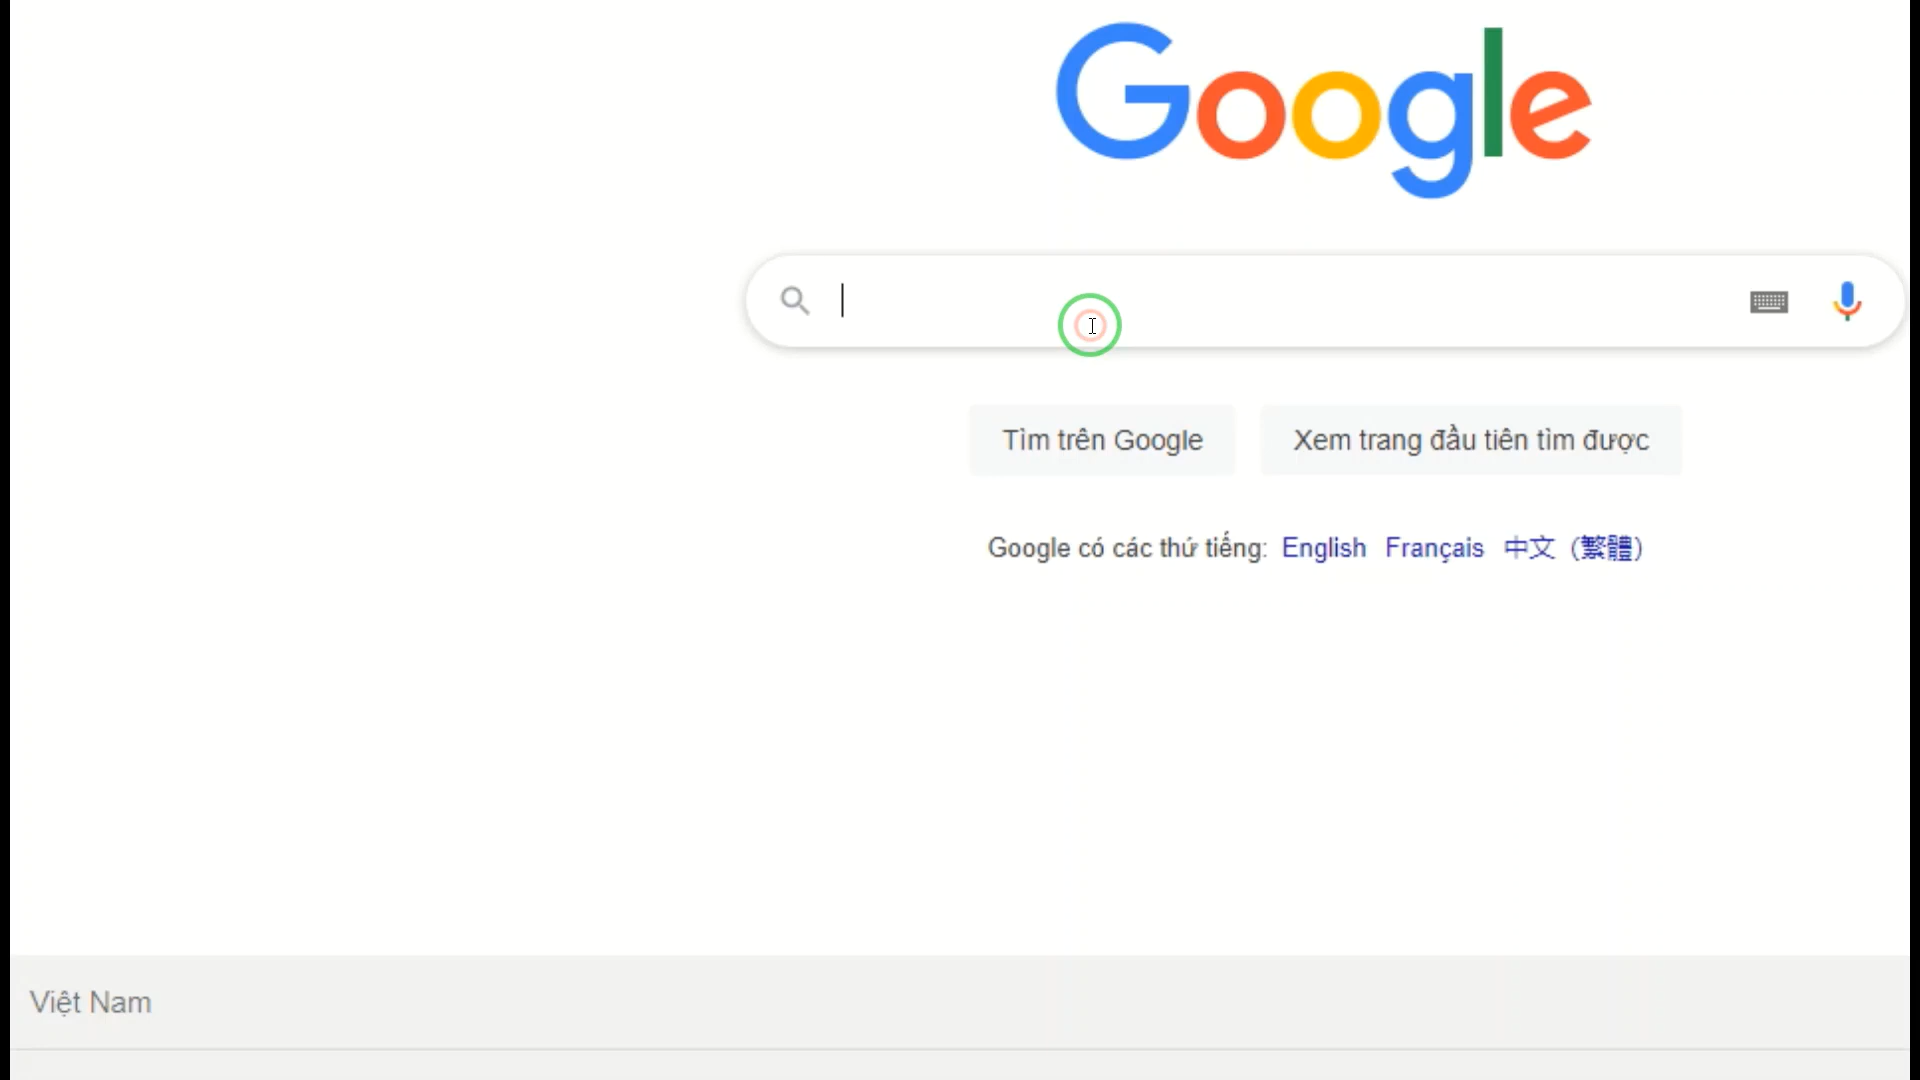 Google
Tìm trên Google
Xem trang đầu tiên tìm được
Google có các thứ tiếng: English Français 中文 (繁體)
Việt Nam